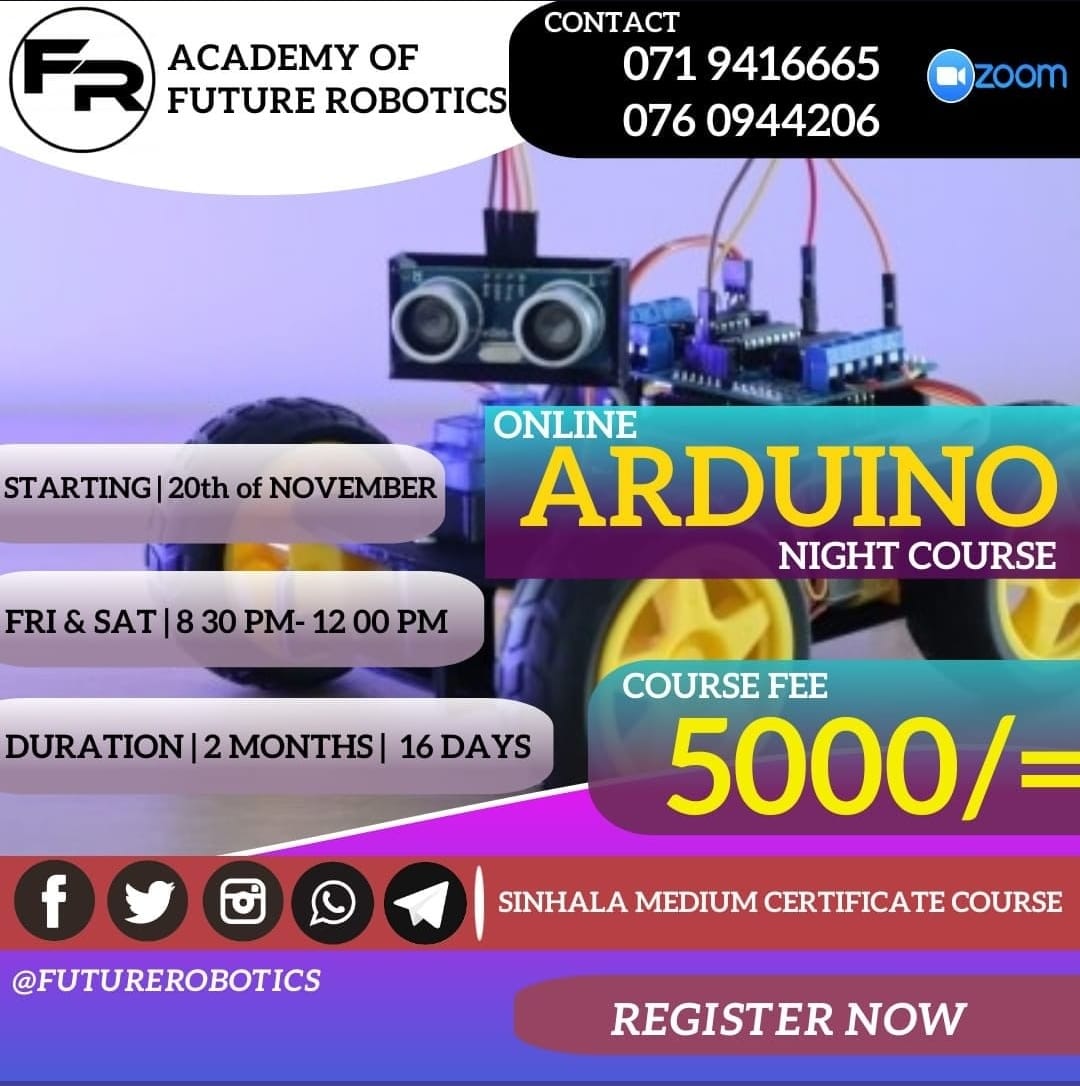 FR
ACADEMY OF
FUTURE ROBOTICS
CONTACT
071 9416665
076 0944206
zoom
ONLINE
ARDUINO
NIGHT COURSE
STARTING | 20th of NOVEMBER
FRI & SAT | 8 30 PM- 12 00 PM
DURATION | 2 MONTHS | 16 DAYS
COURSE FEE
5000/=
SINHALA MEDIUM CERTIFICATE COURSE
@FUTUREROBOTICS
REGISTER NOW